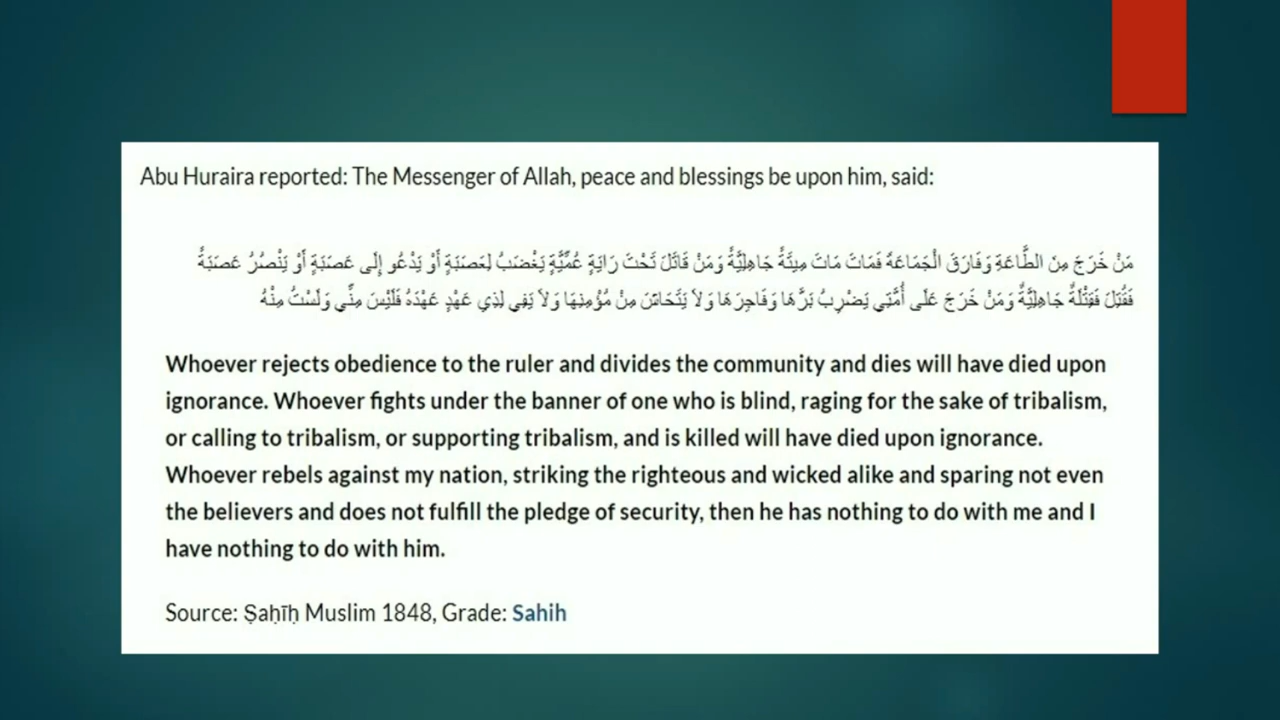 Abu Huraira reported: The Messenger of Allah, peace and blessings be upon him, said:
مَنْ خَرَجَ مِنَ الطَّاعَةِ وَفَارَقَ الْجَمَاعَةَ فَمَاتَ مَاتَ مِيتَةً جَاهِلِيَّةً وَمَنْ قَاتَلَ تَحْتَ رَايَةٍ عُمِّيَّةٍ يَغْضَبُ لِعَصَبَةٍ أَوْ يَدْعُو إِلَى عَصَبَةٍ أَوْ يَنْصُرُ عَصَبَةً
فَقُتِلَ فَقِتْلَةٌ جَاهِلِيَّةٌ وَمَنْ خَرَجَ عَلَى أُمَّتِي يَضْرِبُ بَرَّهَا وَفَاجِرَهَا وَلاَ يَتَحَاشَ مِنْ مُؤْمِنِهَا وَلاَ يَفِي لِذِي عَهْدٍ عَهْدَهُ فَلَيْسَ مِنِّي وَلَسْتُ مِنْهُ
Whoever rejects obedience to the ruler and divides the community and dies will have died upon
ignorance. Whoever fights under the banner of one who is blind, raging for the sake of tribalism,
or calling to tribalism, or supporting tribalism, and is killed will have died upon ignorance.
Whoever rebels against my nation, striking the righteous and wicked alike and sparing not even
the believers and does not fulfill the pledge of security, then he has nothing to do with me and I
have nothing to do with him.
Source: Ṣaḥīḥ Muslim 1848, Grade: Sahih